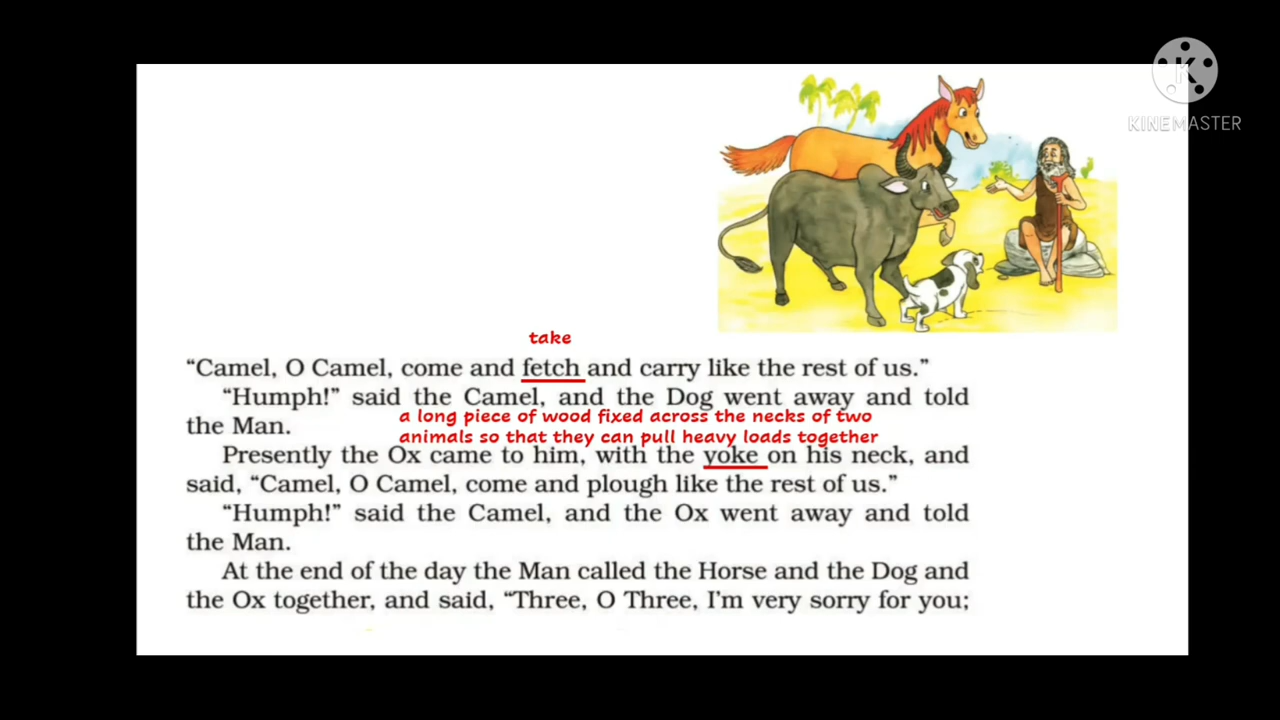 KINEMASTER
take
“Camel, O Camel, come and fetch and carry like the rest of us.”
“Humph!” said the Camel, and the Dog went away and told
the Man.
a long piece of wood fixed across the necks of two
animals so that they can pull heavy loads together
Presently the Ox came to him, with the yoke on his neck, and
said, “Camel, O Camel, come and plough like the rest of us.”
“Humph!” said the Camel, and the Ox went away and told
the Man.
At the end of the day the Man called the Horse and the Dog and
the Ox together, and said, “Three, O Three, I'm very sorry for you;